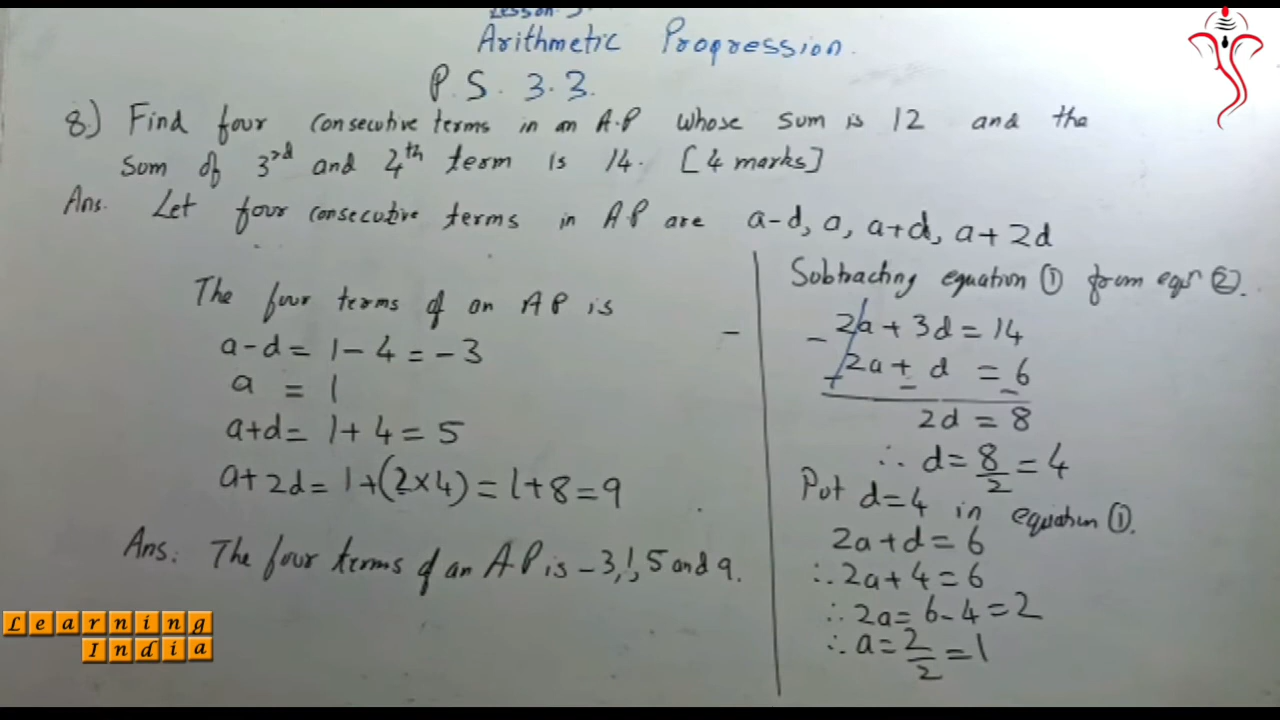 Lesson 3
Arithmetic Progression.
P.S. 3.3.
8.) Find four consecutive terms in an A.P whose sum is 12 and the
sum of 3rd and 4th term is 14. [4 marks]
Ans. Let four consecutive terms in AP are a-d, a, a+d, a+2d
The four terms of an AP is
a-d = 1-4 = -3
a = 1
a+d = 1+4 = 5
a+2d = 1+(2×4) = 1+8 = 9
Ans: The four terms of an A.P is -3, 1, 5 and 9.
Subtracting equation ① from eqn ②.
- 2a + 3d = 14
2a + d = 6
+ - -
2d = 8
∴ d = 8/2 = 4
Put d=4 in equation ①.
2a+d = 6
∴ 2a+4 = 6
∴ 2a = 6-4 = 2
∴ a = 2/2 = 1
Learning
India